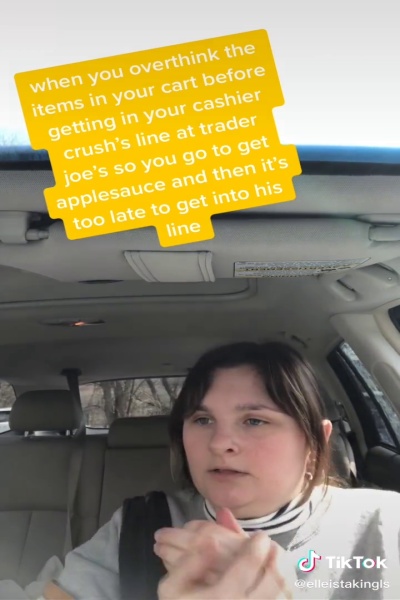 when you overthink the
items in your cart before
getting in your cashier
crush's line at trader
joe's so you go to get
applesauce and then it's
too late to get into his
line
TikTok
@elleistakingls